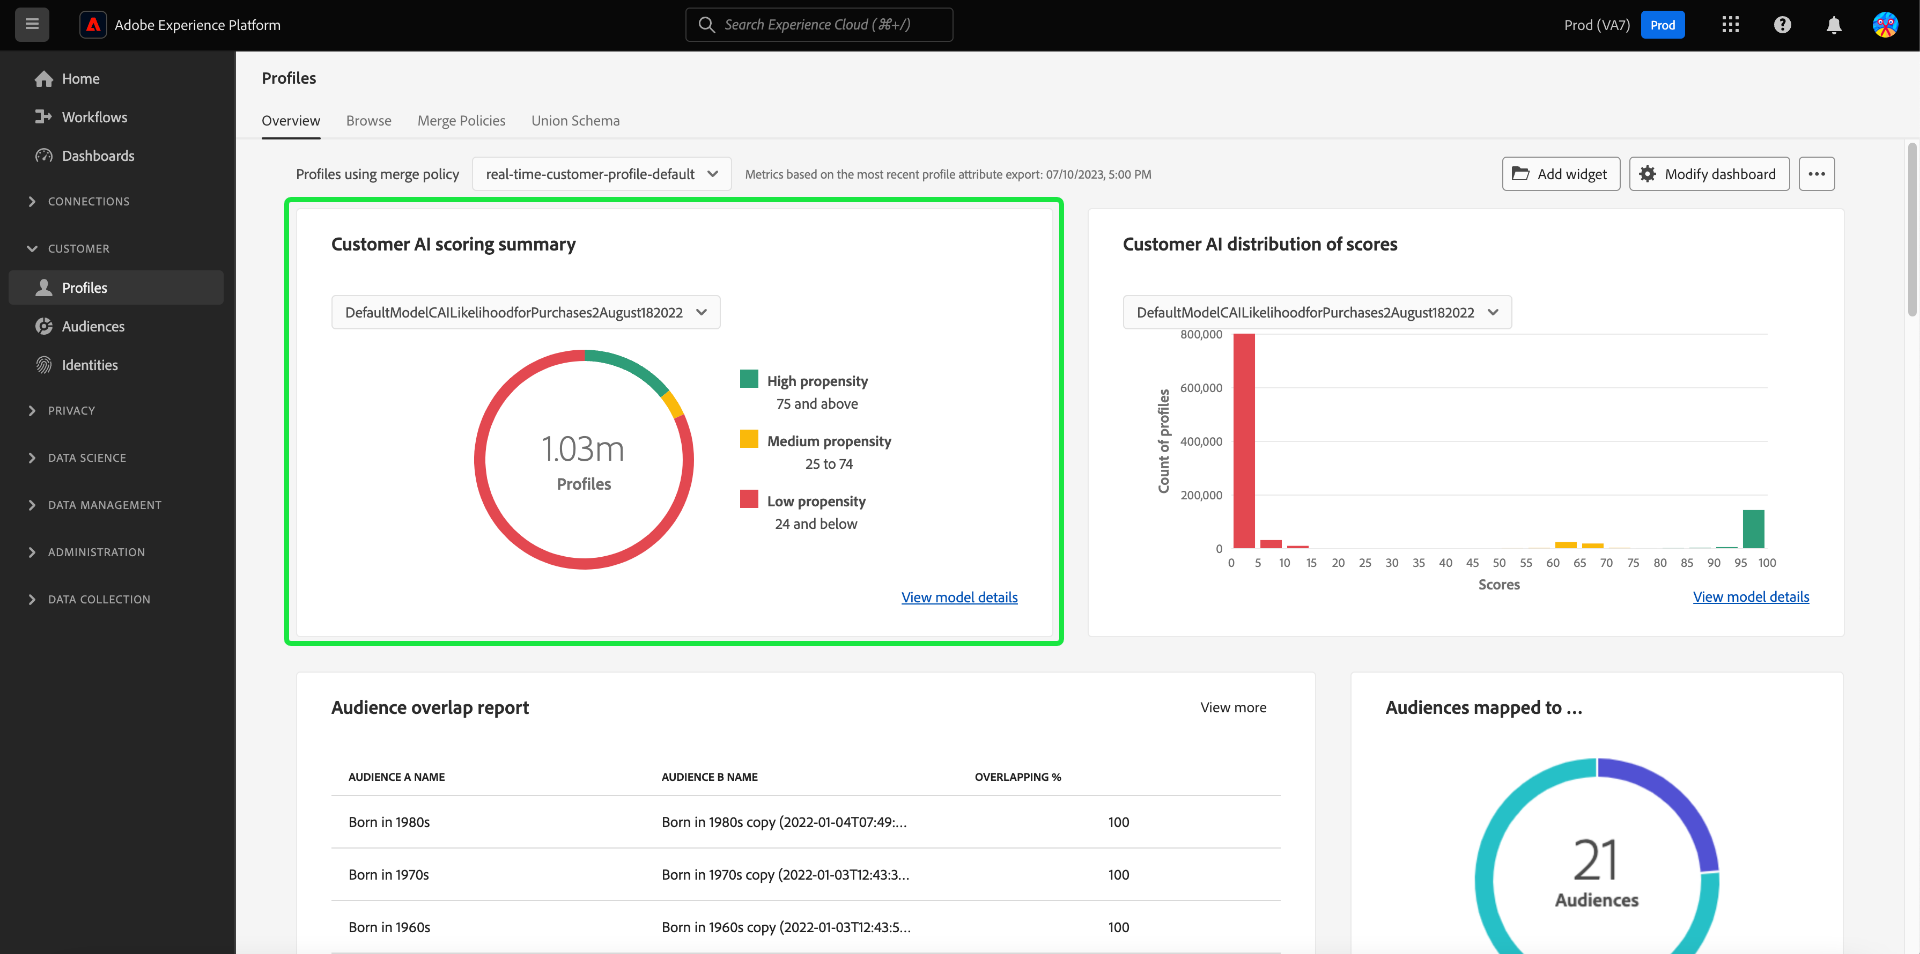 Adobe Experience Platform
Search Experience Cloud (⌘+/)
Prod (VA7) Prod
Home
Workflows
Dashboards
CONNECTIONS
CUSTOMER
Profiles
Audiences
Identities
PRIVACY
DATA SCIENCE
DATA MANAGEMENT
ADMINISTRATION
DATA COLLECTION
Profiles
Overview Browse Merge Policies Union Schema
Profiles using merge policy real-time-customer-profile-default Metrics based on the most recent profile attribute export: 07/10/2023, 5:00 PM Add widget Modify dashboard
Customer AI scoring summary
DefaultModelCAILikelihoodforPurchases2August182022
1.03m
Profiles
High propensity
75 and above
Medium propensity
25 to 74
Low propensity
24 and below
View model details
Customer AI distribution of scores
DefaultModelCAILikelihoodforPurchases2August182022
Count of profiles
800,000
600,000
400,000
200,000
0
0 5 10 15 20 25 30 35 40 45 50 55 60 65 70 75 80 85 90 95 100
Scores
View model details
Audience overlap report View more
AUDIENCE A NAME AUDIENCE B NAME OVERLAPPING %
Born in 1980s Born in 1980s copy (2022-01-04T07:49:... 100
Born in 1970s Born in 1970s copy (2022-01-03T12:43:3... 100
Born in 1960s Born in 1960s copy (2022-01-03T12:43:5... 100
Audiences mapped to ...
21
Audiences